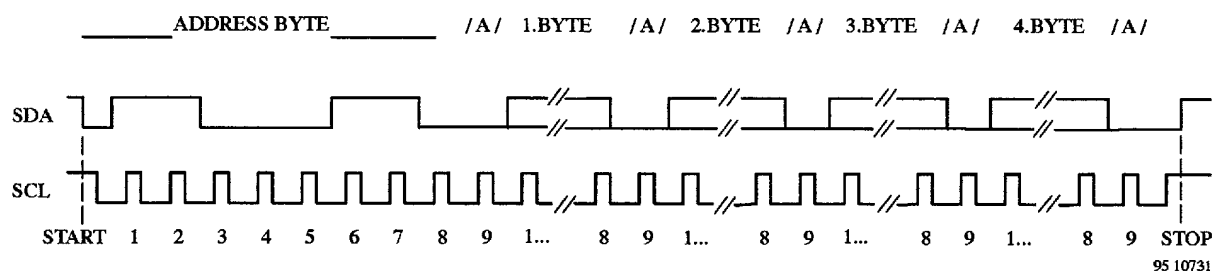 ADDRESS BYTE /A/ 1.BYTE /A/ 2.BYTE /A/ 3.BYTE /A/ 4.BYTE /A/
SDA
SCL
START 1 2 3 4 5 6 7 8 9 1... 8 9 1... 8 9 1... 8 9 1... 8 9 STOP
95 10731